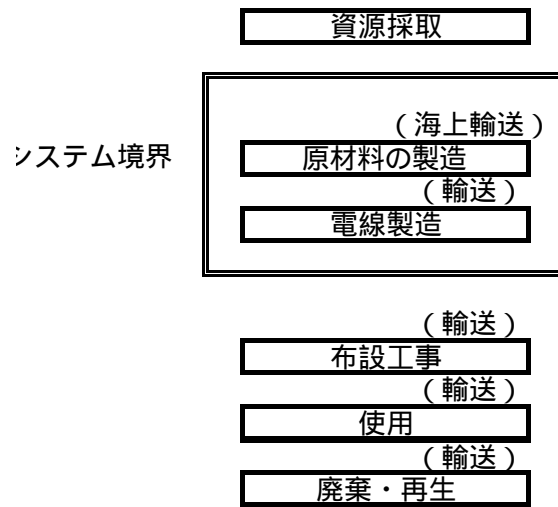 資源採取
(海上輸送)
システム境界
原材料の製造
(輸送)
電線製造
(輸送)
布設工事
(輸送)
使用
(輸送)
廃棄・再生